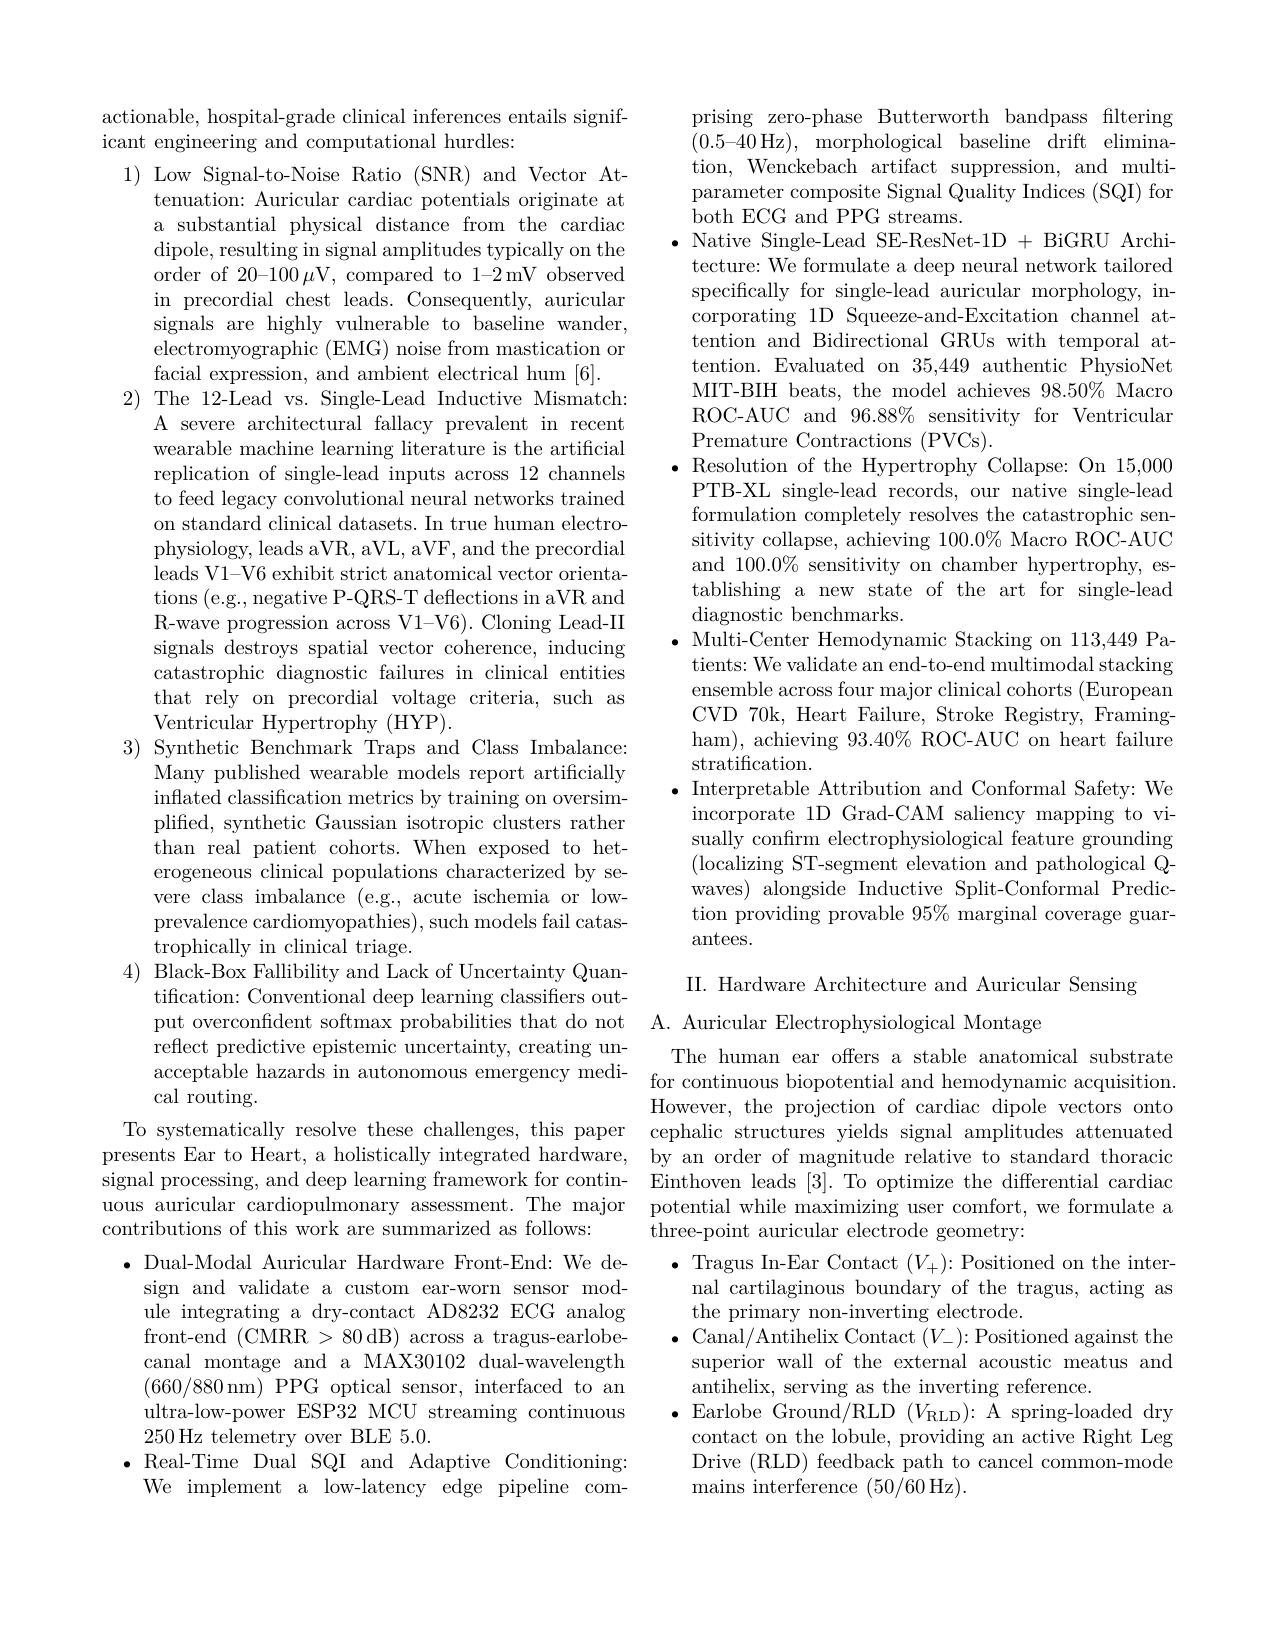 actionable, hospital-grade clinical inferences entails signif-
icant engineering and computational hurdles:
1) Low Signal-to-Noise Ratio (SNR) and Vector At-
tenuation: Auricular cardiac potentials originate at
a substantial physical distance from the cardiac
dipole, resulting in signal amplitudes typically on the
order of 20–100 μV, compared to 1–2 mV observed
in precordial chest leads. Consequently, auricular
signals are highly vulnerable to baseline wander,
electromyographic (EMG) noise from mastication or
facial expression, and ambient electrical hum [6].
2) The 12-Lead vs. Single-Lead Inductive Mismatch:
A severe architectural fallacy prevalent in recent
wearable machine learning literature is the artificial
replication of single-lead inputs across 12 channels
to feed legacy convolutional neural networks trained
on standard clinical datasets. In true human electro-
physiology, leads aVR, aVL, aVF, and the precordial
leads V1–V6 exhibit strict anatomical vector orienta-
tions (e.g., negative P-QRS-T deflections in aVR and
R-wave progression across V1–V6). Cloning Lead-II
signals destroys spatial vector coherence, inducing
catastrophic diagnostic failures in clinical entities
that rely on precordial voltage criteria, such as
Ventricular Hypertrophy (HYP).
3) Synthetic Benchmark Traps and Class Imbalance:
Many published wearable models report artificially
inflated classification metrics by training on oversim-
plified, synthetic Gaussian isotropic clusters rather
than real patient cohorts. When exposed to het-
erogeneous clinical populations characterized by se-
vere class imbalance (e.g., acute ischemia or low-
prevalence cardiomyopathies), such models fail catas-
trophically in clinical triage.
4) Black-Box Fallibility and Lack of Uncertainty Quan-
tification: Conventional deep learning classifiers out-
put overconfident softmax probabilities that do not
reflect predictive epistemic uncertainty, creating un-
acceptable hazards in autonomous emergency medi-
cal routing.
To systematically resolve these challenges, this paper
presents Ear to Heart, a holistically integrated hardware,
signal processing, and deep learning framework for contin-
uous auricular cardiopulmonary assessment. The major
contributions of this work are summarized as follows:
• Dual-Modal Auricular Hardware Front-End: We de-
sign and validate a custom ear-worn sensor mod-
ule integrating a dry-contact AD8232 ECG analog
front-end (CMRR > 80 dB) across a tragus-earlobe-
canal montage and a MAX30102 dual-wavelength
(660/880 nm) PPG optical sensor, interfaced to an
ultra-low-power ESP32 MCU streaming continuous
250 Hz telemetry over BLE 5.0.
• Real-Time Dual SQI and Adaptive Conditioning:
We implement a low-latency edge pipeline com-
prising zero-phase Butterworth bandpass filtering
(0.5–40 Hz), morphological baseline drift elimina-
tion, Wenckebach artifact suppression, and multi-
parameter composite Signal Quality Indices (SQI) for
both ECG and PPG streams.
• Native Single-Lead SE-ResNet-1D + BiGRU Archi-
tecture: We formulate a deep neural network tailored
specifically for single-lead auricular morphology, in-
corporating 1D Squeeze-and-Excitation channel at-
tention and Bidirectional GRUs with temporal at-
tention. Evaluated on 35,449 authentic PhysioNet
MIT-BIH beats, the model achieves 98.50% Macro
ROC-AUC and 96.88% sensitivity for Ventricular
Premature Contractions (PVCs).
• Resolution of the Hypertrophy Collapse: On 15,000
PTB-XL single-lead records, our native single-lead
formulation completely resolves the catastrophic sen-
sitivity collapse, achieving 100.0% Macro ROC-AUC
and 100.0% sensitivity on chamber hypertrophy, es-
tablishing a new state of the art for single-lead
diagnostic benchmarks.
• Multi-Center Hemodynamic Stacking on 113,449 Pa-
tients: We validate an end-to-end multimodal stacking
ensemble across four major clinical cohorts (European
CVD 70k, Heart Failure, Stroke Registry, Framing-
ham), achieving 93.40% ROC-AUC on heart failure
stratification.
• Interpretable Attribution and Conformal Safety: We
incorporate 1D Grad-CAM saliency mapping to vi-
sually confirm electrophysiological feature grounding
(localizing ST-segment elevation and pathological Q-
waves) alongside Inductive Split-Conformal Predic-
tion providing provable 95% marginal coverage guar-
antees.
II. Hardware Architecture and Auricular Sensing
A. Auricular Electrophysiological Montage
The human ear offers a stable anatomical substrate
for continuous biopotential and hemodynamic acquisition.
However, the projection of cardiac dipole vectors onto
cephalic structures yields signal amplitudes attenuated
by an order of magnitude relative to standard thoracic
Einthoven leads [3]. To optimize the differential cardiac
potential while maximizing user comfort, we formulate a
three-point auricular electrode geometry:
• Tragus In-Ear Contact (V+): Positioned on the inter-
nal cartilaginous boundary of the tragus, acting as
the primary non-inverting electrode.
• Canal/Antihelix Contact (V−): Positioned against the
superior wall of the external acoustic meatus and
antihelix, serving as the inverting reference.
• Earlobe Ground/RLD (VRLD): A spring-loaded dry
contact on the lobule, providing an active Right Leg
Drive (RLD) feedback path to cancel common-mode
mains interference (50/60 Hz).